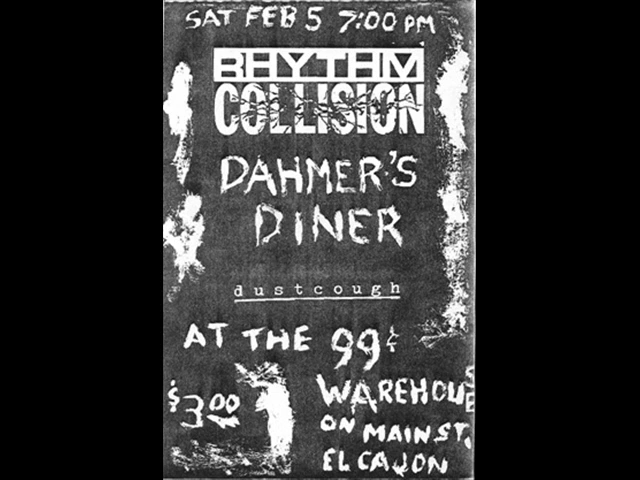 SAT FEB 5 7:00 PM
RHYTHM
COLLISION
DAHMER'S
DINER
dustcough
AT THE 99¢
$3.00
WAREHOUSE
ON MAIN ST.
EL CAJON